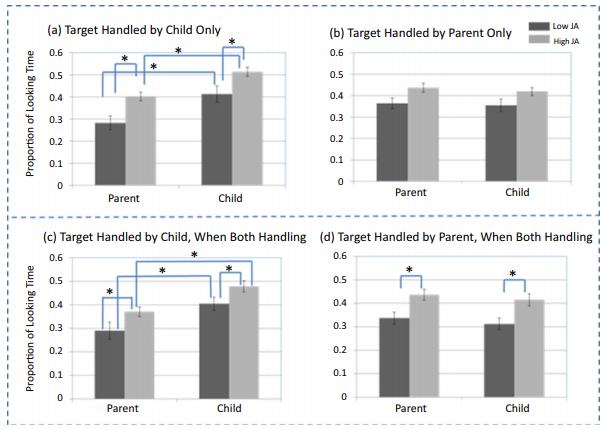 (a) Target Handled by Child Only
Proportion of Looking Time
0.6
0.5
0.4
0.3
0.2
0.1
0
*
*
*
*
Parent
Child
(b) Target Handled by Parent Only
Low JA
High JA
0.6
0.5
0.4
0.3
0.2
0.1
0
Parent
Child
(c) Target Handled by Child, When Both Handling
Proportion of Looking Time
0.6
0.5
0.4
0.3
0.2
0.1
0
*
*
*
*
Parent
Child
(d) Target Handled by Parent, When Both Handling
0.6
0.5
0.4
0.3
0.2
0.1
0
*
*
Parent
Child